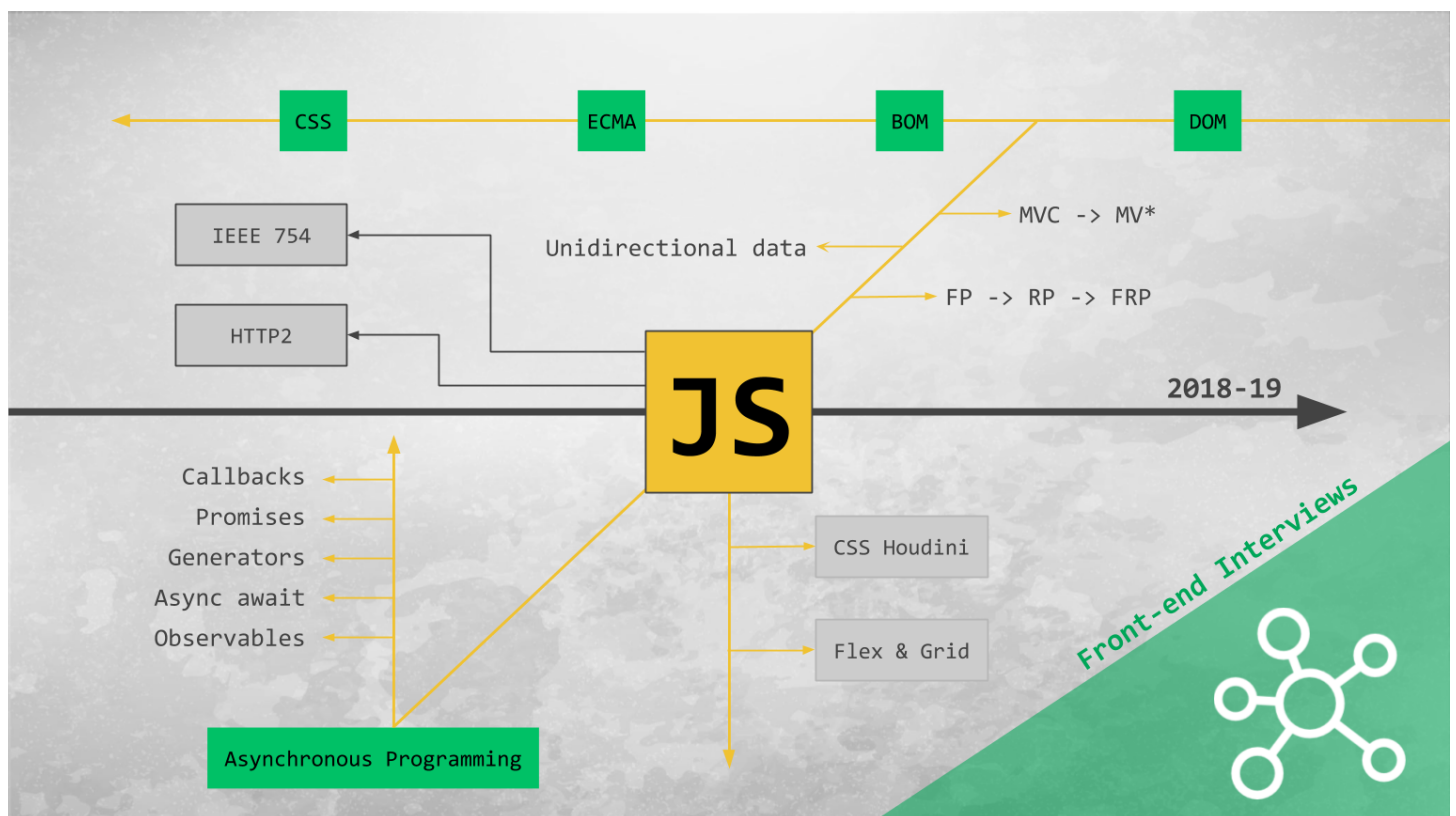 CSS
ECMA
BOM
DOM
MVC -> MV*
IEEE 754
Unidirectional data
FP -> RP -> FRP
HTTP2
JS
2018-19
Callbacks
Promises
Generators
Async await
Observables
CSS Houdini
Flex & Grid
Front-end Interviews
Asynchronous Programming